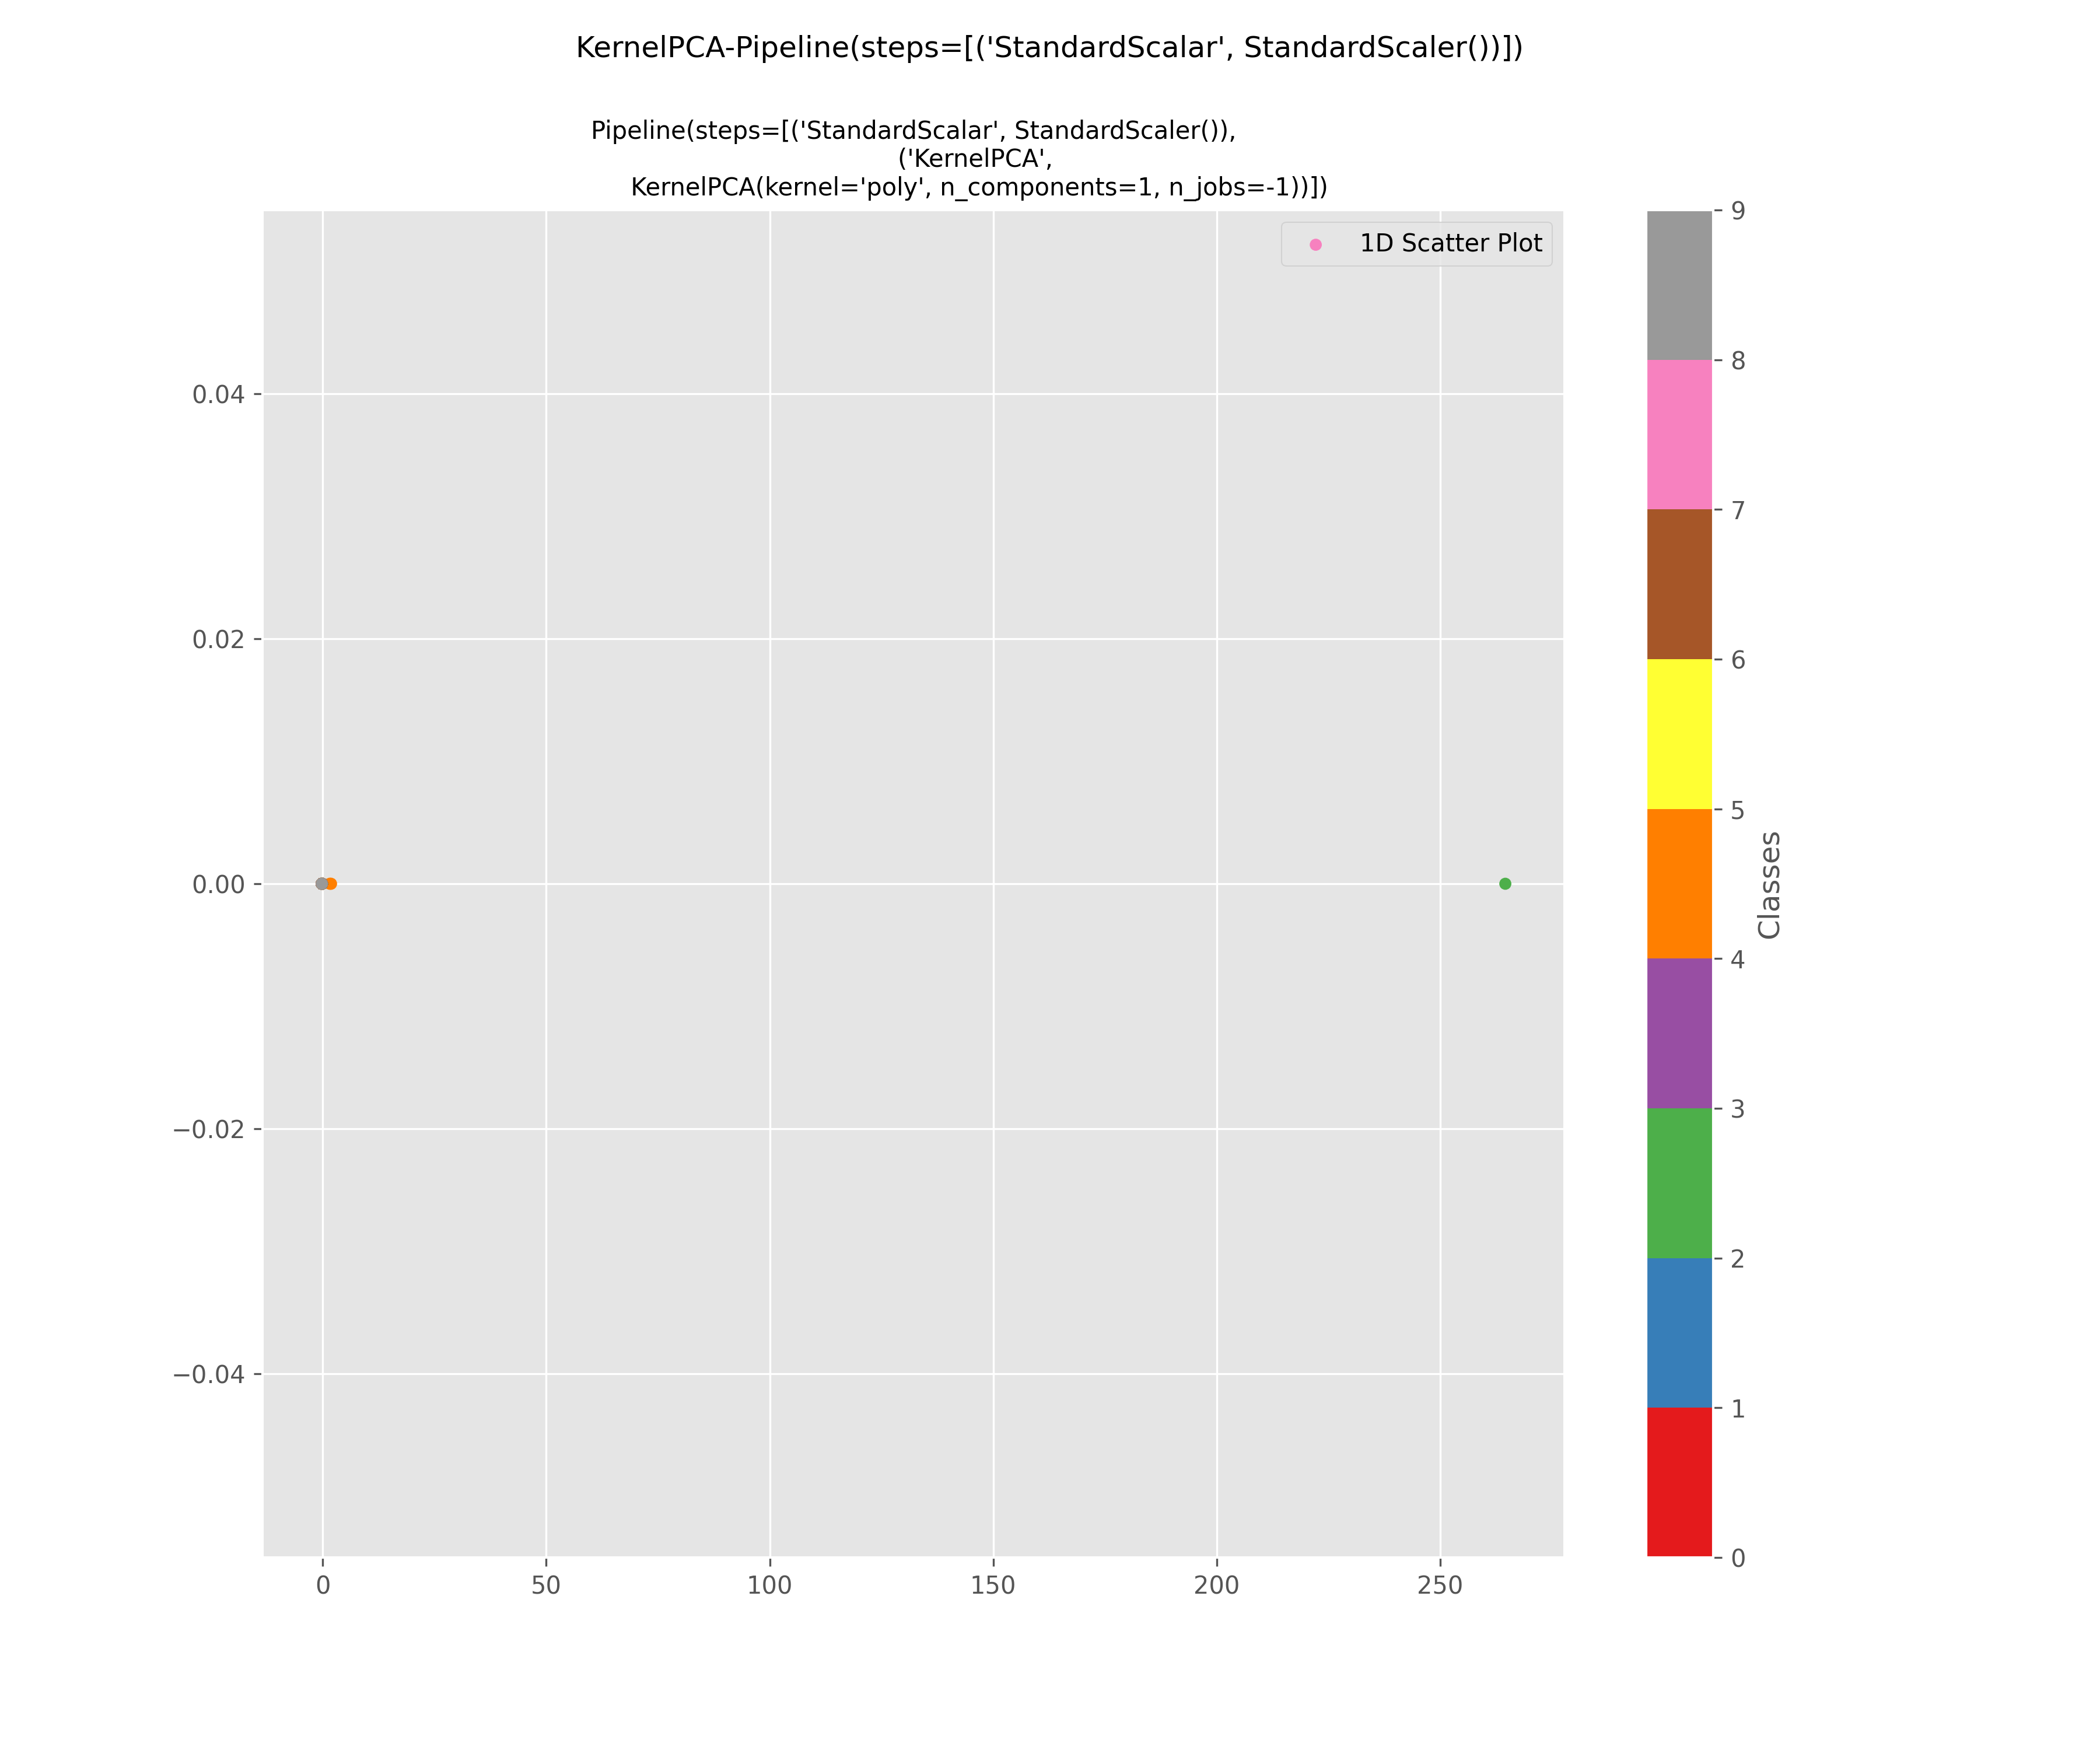 KernelPCA-Pipeline(steps=[('StandardScalar', StandardScaler())])
Pipeline(steps=[('StandardScalar', StandardScaler()),
('KernelPCA',
KernelPCA(kernel='poly', n_components=1, n_jobs=-1))])
1D Scatter Plot
0.04
0.02
0.00
−0.02
−0.04
0 50 100 150 200 250
9
8
7
6
5
4
3
2
1
0
Classes